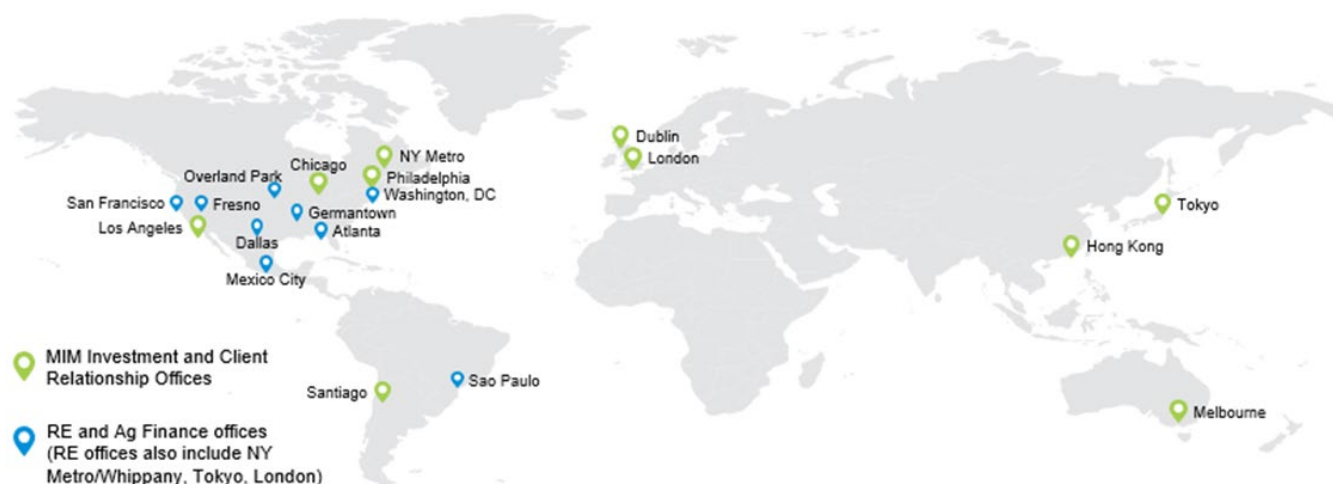 Dublin
London
NY Metro
Chicago
Philadelphia
Overland Park
Washington, DC
San Francisco
Fresno
Germantown
Tokyo
Los Angeles
Atlanta
Dallas
Hong Kong
Mexico City
MIM Investment and Client
Relationship Offices
Santiago
Sao Paulo
Melbourne
RE and Ag Finance offices
(RE offices also include NY
Metro/Whippany, Tokyo, London)